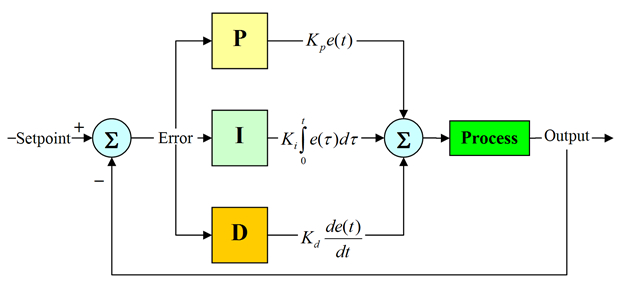 P
K_p e(t)
+
Setpoint
Σ
Error
I
K_i ∫_0^t e(τ)dτ
Σ
Process
Output
−
D
K_d de(t)/dt